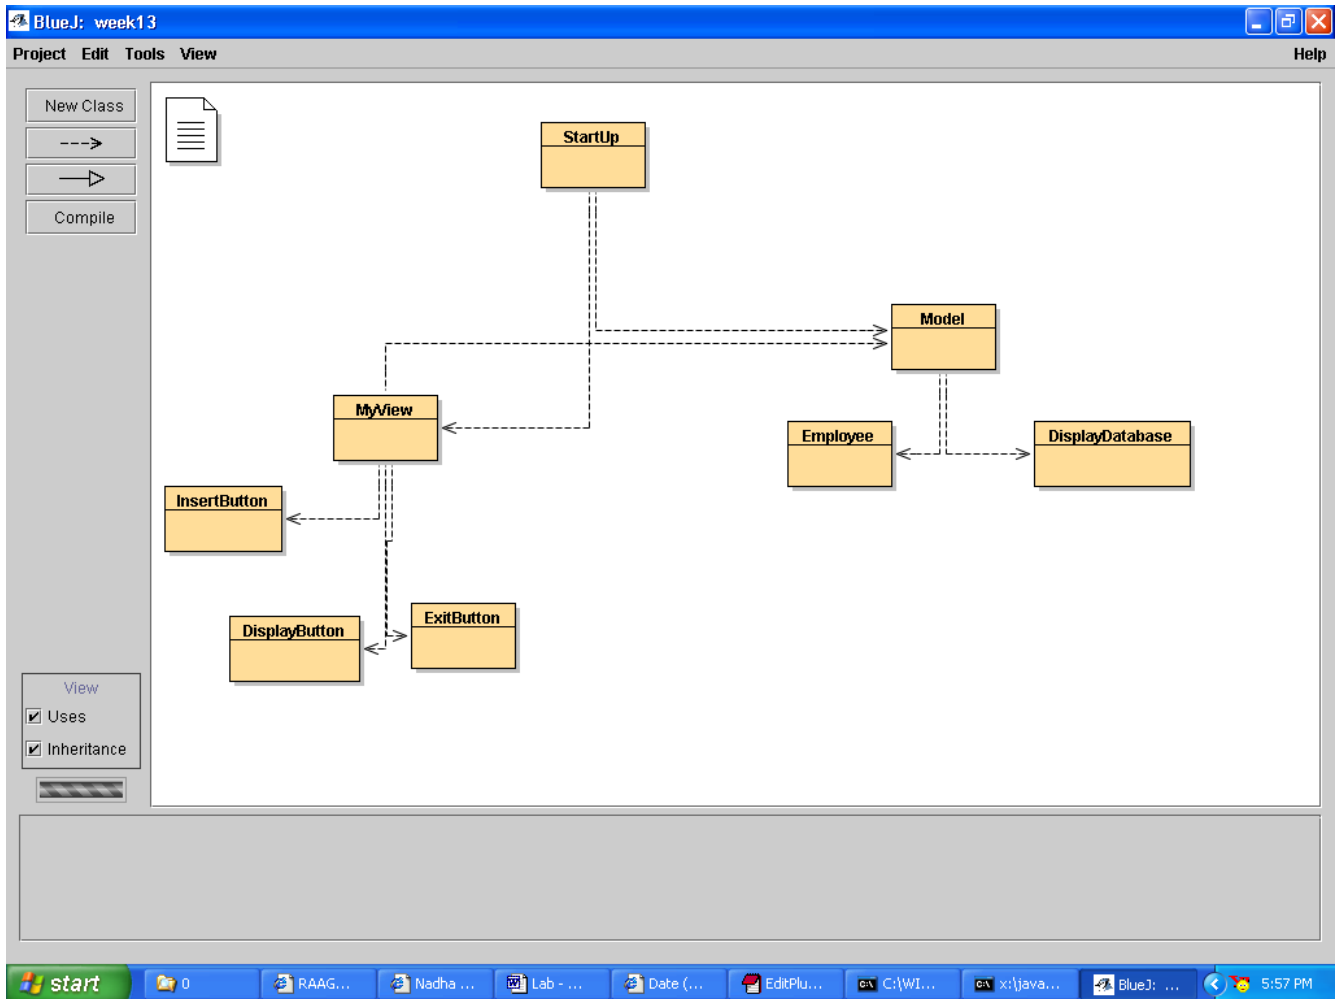 BlueJ: week13
Project Edit Tools View Help
New Class
Compile
StartUp
Model
MyView
Employee
DisplayDatabase
InsertButton
DisplayButton
ExitButton
View
Uses
Inheritance
start 0 RAAG... Nadha ... Lab - ... Date (... EditPlu... C:\WI... x:\java... BlueJ: ... 5:57 PM